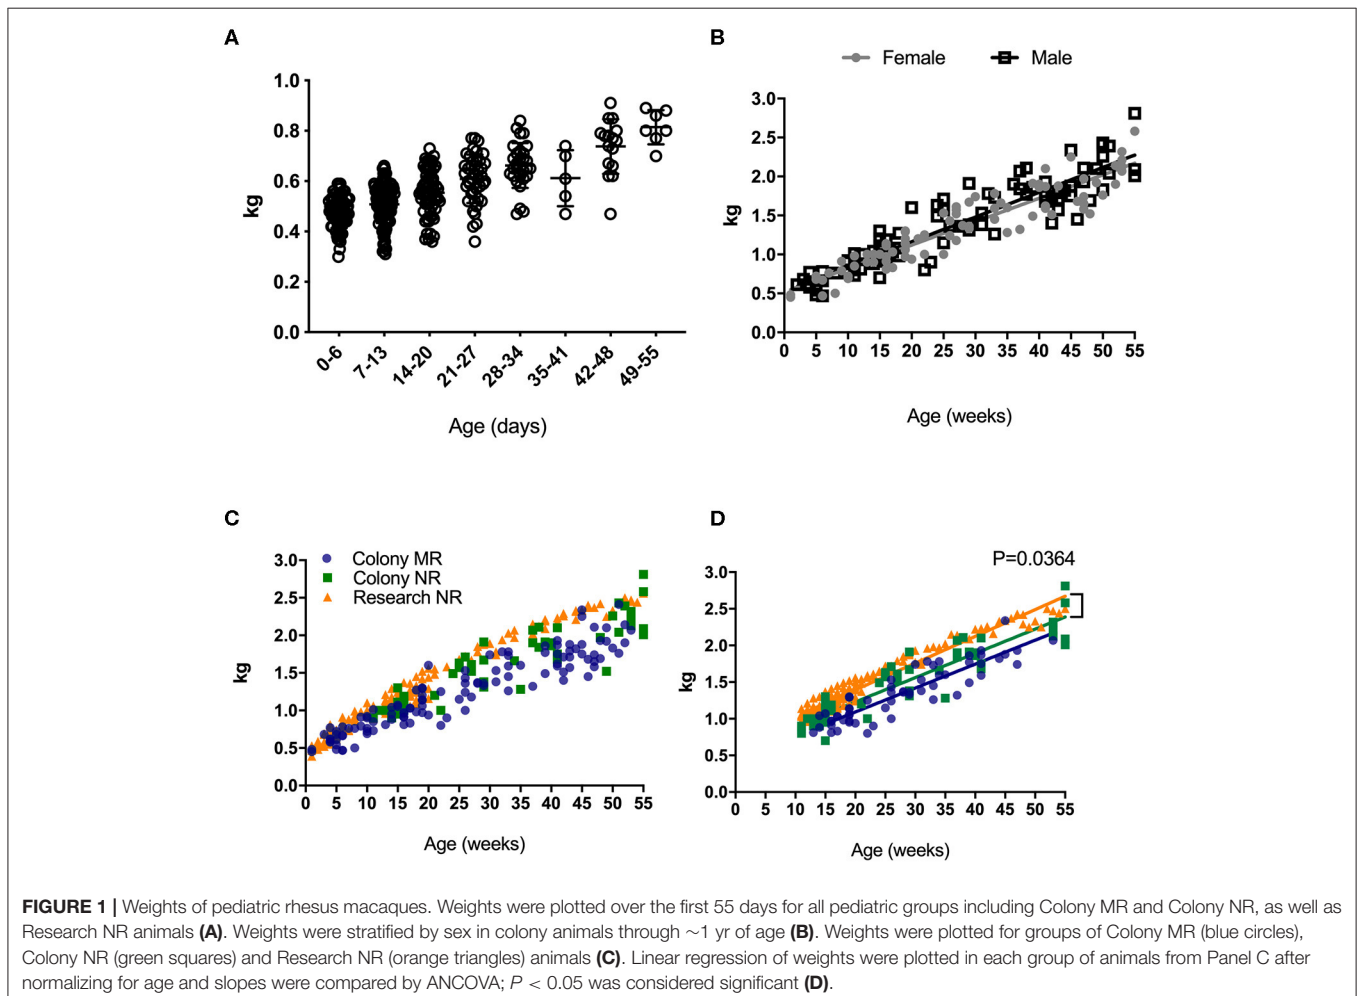 A
1.0
0.8
0.6
0.4
0.2
0.0
kg
0-6
7-13
14-20
21-27
28-34
35-41
42-48
49-55
Age (days)
B
Female
Male
3.0
2.5
2.0
1.5
1.0
0.5
0.0
kg
0 5 10 15 20 25 30 35 40 45 50 55
Age (weeks)
C
Colony MR
Colony NR
Research NR
3.0
2.5
2.0
1.5
1.0
0.5
0.0
kg
0 5 10 15 20 25 30 35 40 45 50 55
Age (weeks)
D
P=0.0364
3.0
2.5
2.0
1.5
1.0
0.5
0.0
kg
0 5 10 15 20 25 30 35 40 45 50 55
Age (weeks)
FIGURE 1 | Weights of pediatric rhesus macaques. Weights were plotted over the first 55 days for all pediatric groups including Colony MR and Colony NR, as well as
Research NR animals (A). Weights were stratified by sex in colony animals through ~1 yr of age (B). Weights were plotted for groups of Colony MR (blue circles),
Colony NR (green squares) and Research NR (orange triangles) animals (C). Linear regression of weights were plotted in each group of animals from Panel C after
normalizing for age and slopes were compared by ANCOVA; P < 0.05 was considered significant (D).